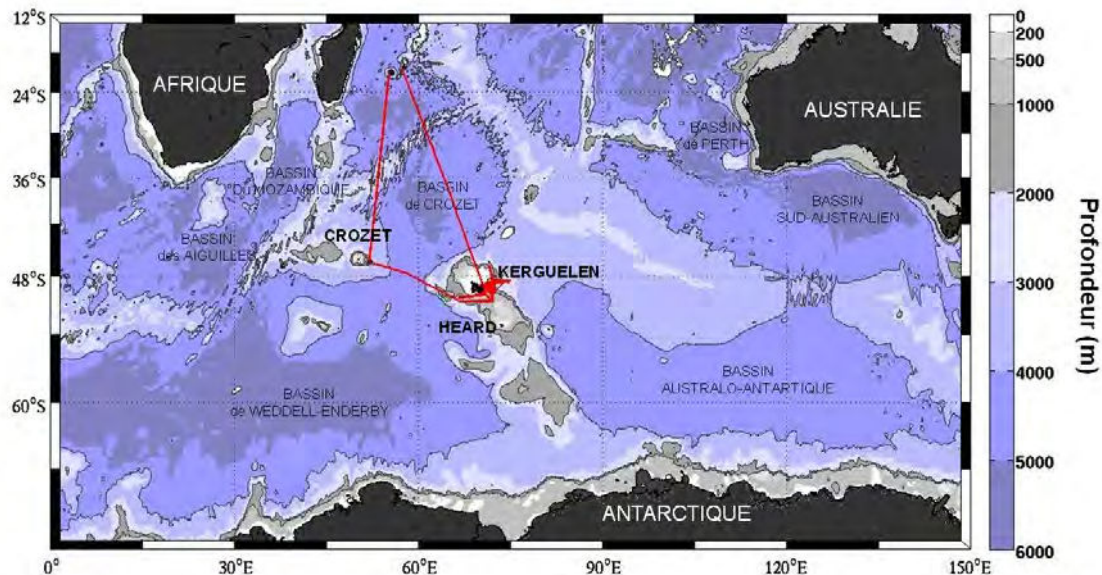 12°S
24°S
36°S
48°S
60°S
0°
30°E
60°E
90°E
120°E
150°E
AFRIQUE
AUSTRALIE
BASSIN
de PERTH
BASSIN
Du MOZAMBIQUE
BASSIN
de CROZET
BASSIN
SUD-AUSTRALIEN
BASSIN
des AIGUILLES
CROZET
KERGUELEN
HEARD
BASSIN
de WEDDELL-ENDERBY
BASSIN
AUSTRALO-ANTARTIQUE
ANTARCTIQUE
0
200
500
1000
2000
3000
4000
5000
6000
Profondeur (m)